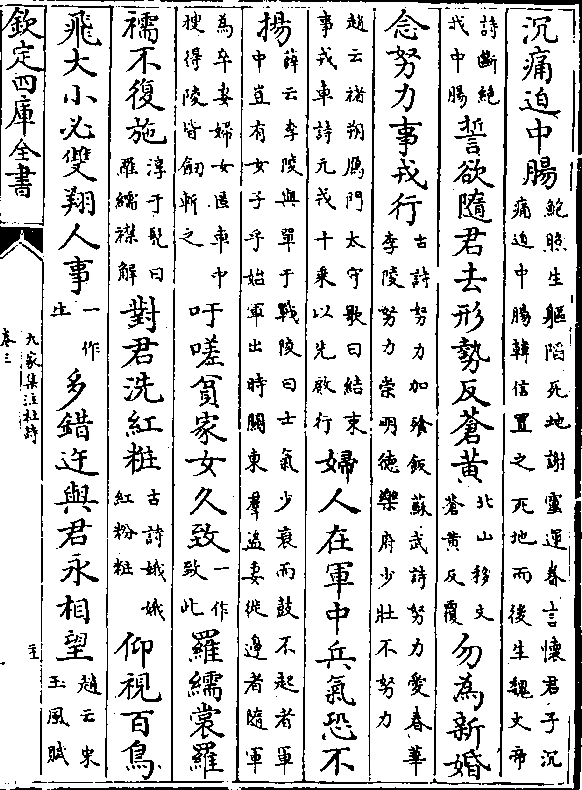 沉痛迫中腸鮑照生軀陷死地謝靈運眷言懷君子沉痛迫中腸韓信置之死地而後生魏文帝
詩斷絶我中腸誓欲隨君去形勢反蒼黄北山移文蒼黄反覆勿為新婚
念努力事戎行古詩努力加飱飯蘇武詩努力愛春華李陵努力崇明徳樂府少壯不努力
趙云褚朔鴈門太守歌曰結束事戎車詩元戎十乘以先啟行婦人在軍中兵氣恐不
揚薛云李陵與單于戰陵曰士氣少衰而鼓不起者軍中豈有女子乎始軍出時關東羣盗妻徙邊者隨軍
為卒妻婦女匿車中搜得陵皆劒斬之吁嗟貧家女久致一作致此羅繻裳羅
襦不復施淳于髠曰羅繻襟解對君洗紅粧古詩娥娥紅粉粧仰視百鳥
飛大小必雙翔人事一作生多錯迕與君永相望趙云宋玉風賦
欽定四庫全書
九家集注杜詩
卷三